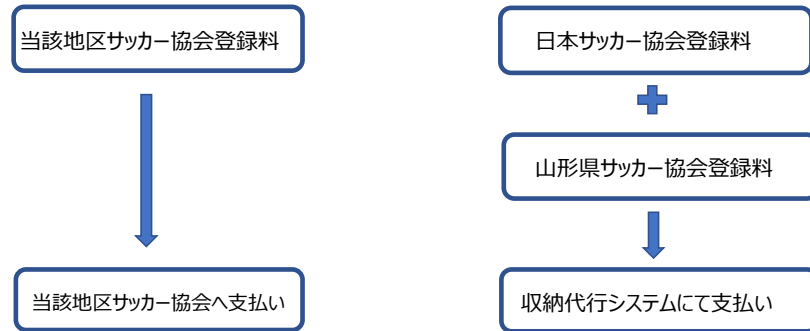 当該地区サッカー協会登録料
日本サッカー協会登録料
山形県サッカー協会登録料
当該地区サッカー協会へ支払い
収納代行システムにて支払い